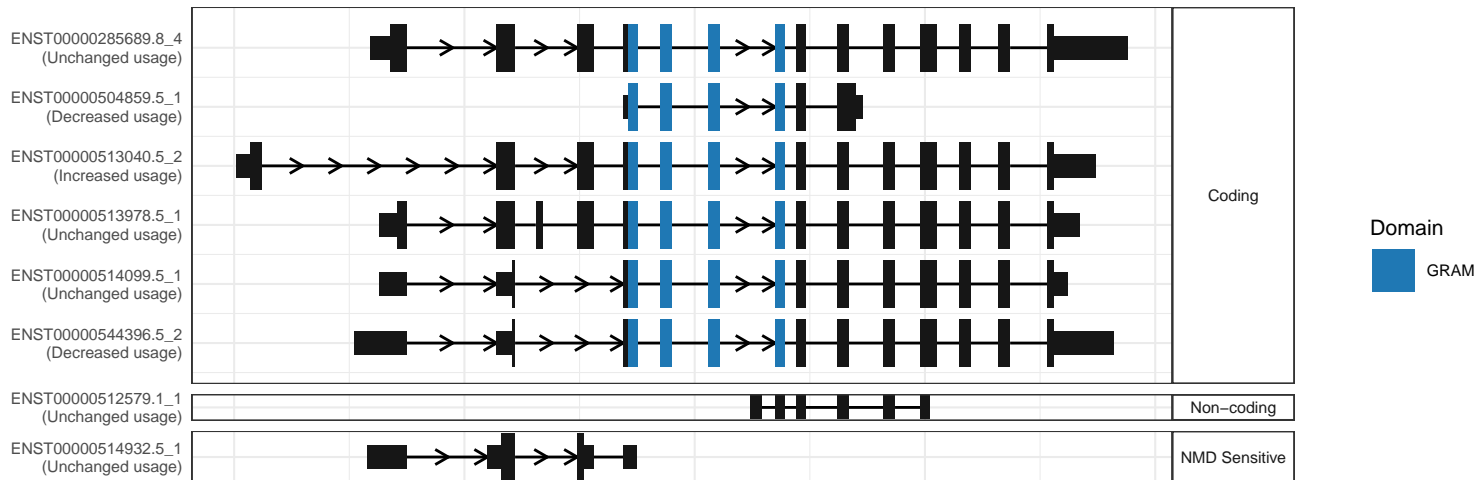 ENST00000285689.8_4
(Unchanged usage)
ENST00000504859.5_1
(Decreased usage)
ENST00000513040.5_2
(Increased usage)
ENST00000513978.5_1
(Unchanged usage)
ENST00000514099.5_1
(Unchanged usage)
ENST00000544396.5_2
(Decreased usage)
Coding
ENST00000512579.1_1
(Unchanged usage)
Non−coding
ENST00000514932.5_1
(Unchanged usage)
NMD Sensitive
Domain
GRAM